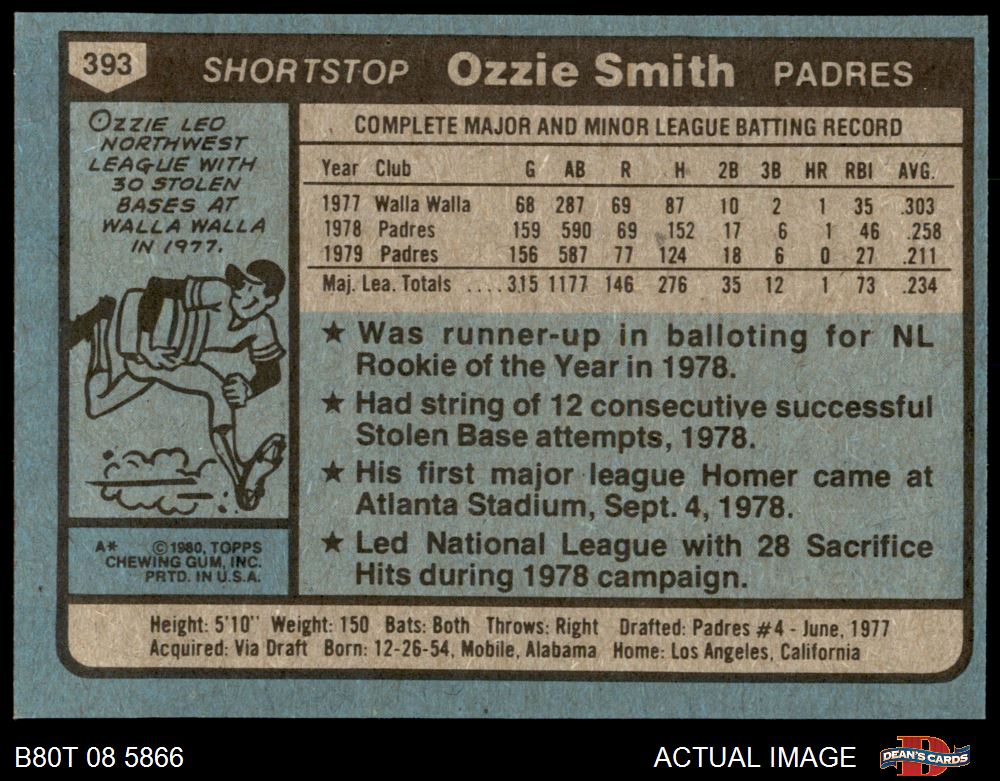 393 SHORTSTOP Ozzie Smith PADRES
OZZIE LED
NORTHWEST
LEAGUE WITH
30 STOLEN
BASES AT
WALLA WALLA
IN 1977.
A* ©1980, TOPPS
CHEWING GUM, INC.
PRTD. IN U.S.A.
COMPLETE MAJOR AND MINOR LEAGUE BATTING RECORD
Year Club G AB R H 2B 3B HR RBI AVG.
1977 Walla Walla 68 287 69 87 10 2 1 35 .303
1978 Padres 159 590 69 152 17 6 1 46 .258
1979 Padres 156 587 77 124 18 6 0 27 .211
Maj. Lea. Totals ....315 1177 146 276 35 12 1 73 .234
★ Was runner-up in balloting for NL
Rookie of the Year in 1978.
★ Had string of 12 consecutive successful
Stolen Base attempts, 1978.
★ His first major league Homer came at
Atlanta Stadium, Sept. 4, 1978.
★ Led National League with 28 Sacrifice
Hits during 1978 campaign.
Height: 5'10" Weight: 150 Bats: Both Throws: Right Drafted: Padres #4 - June, 1977
Acquired: Via Draft Born: 12-26-54, Mobile, Alabama Home: Los Angeles, California
B80T 08 5866 ACTUAL IMAGE DEAN'S CARDS